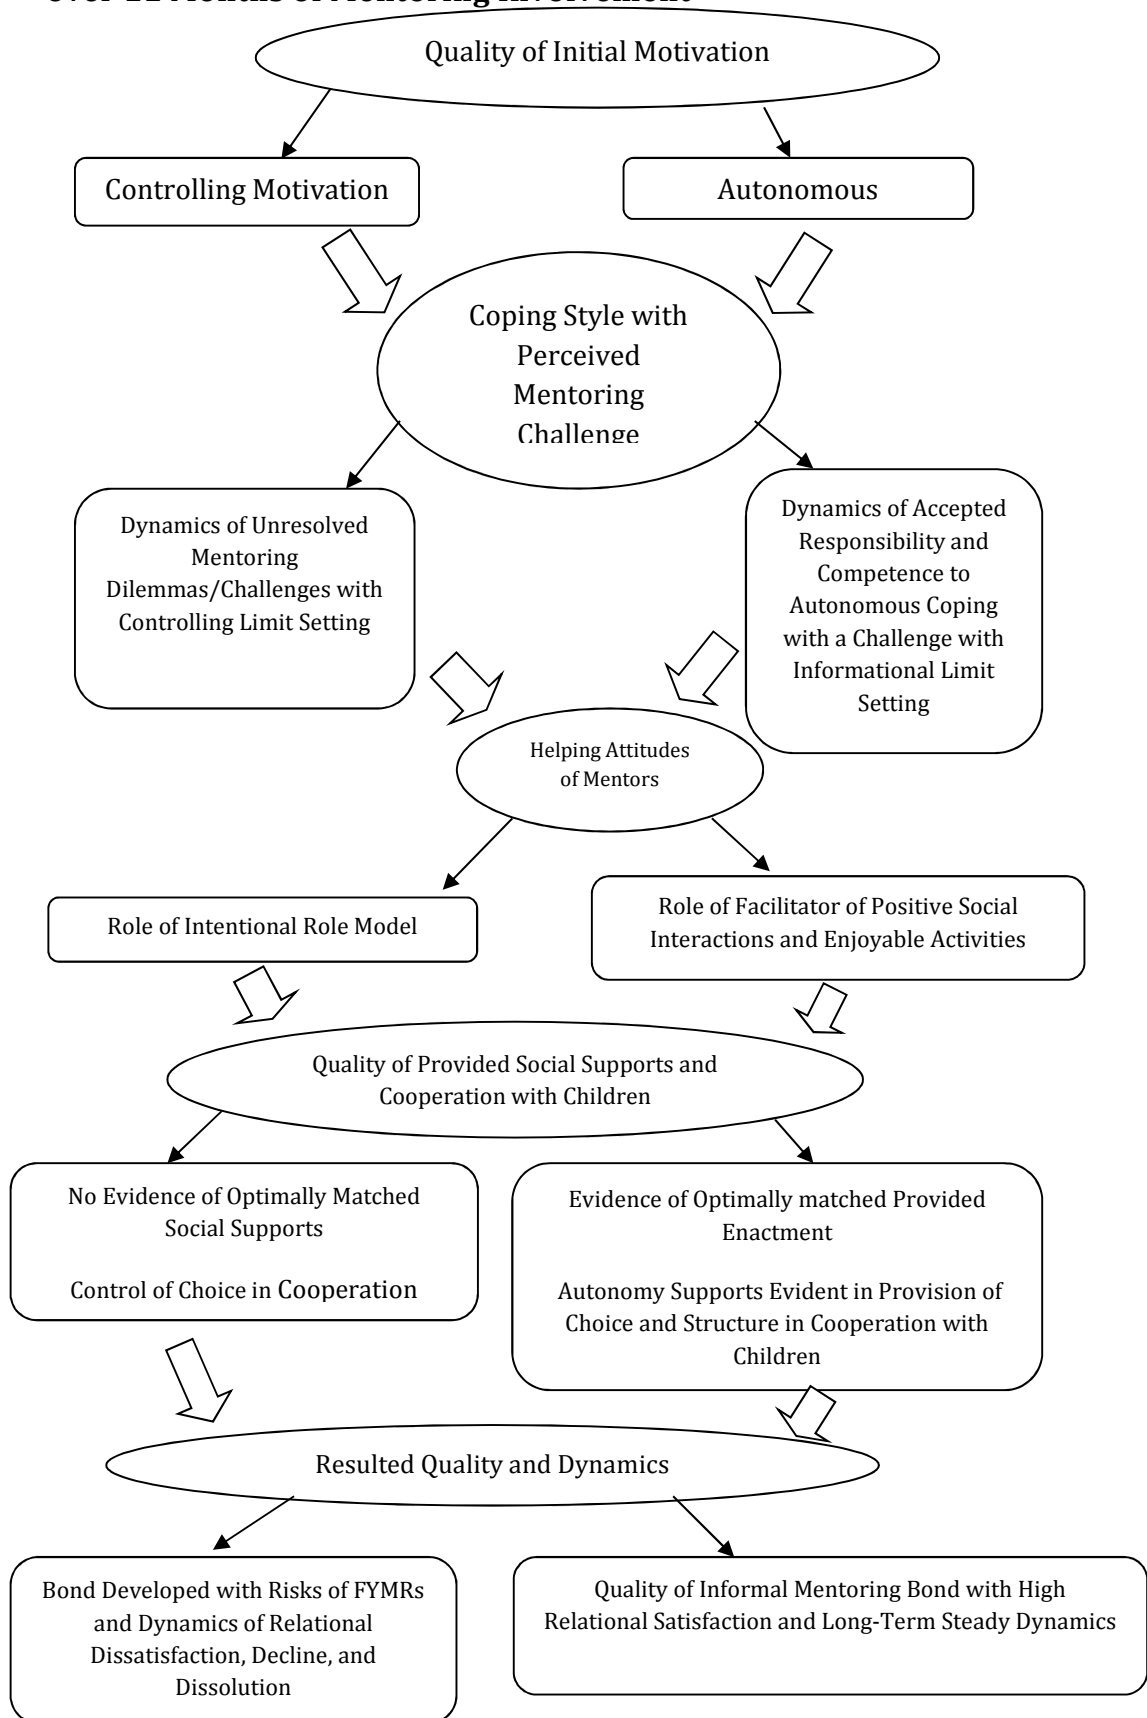 of Mentoring Involvement
Quality of Initial Motivation
Controlling Motivation
Autonomous
Coping Style with
Perceived
Mentoring
Challenge
Dynamics of Unresolved
Mentoring
Dilemmas/Challenges with
Controlling Limit Setting
Dynamics of Accepted
Responsibility and
Competence to
Autonomous Coping
with a Challenge with
Informational Limit
Setting
Helping Attitudes
of Mentors
Role of Intentional Role Model
Role of Facilitator of Positive Social
Interactions and Enjoyable Activities
Quality of Provided Social Supports and
Cooperation with Children
No Evidence of Optimally Matched
Social Supports
Control of Choice in Cooperation
Evidence of Optimally matched Provided
Enactment
Autonomy Supports Evident in Provision of
Choice and Structure in Cooperation with
Children
Resulted Quality and Dynamics
Bond Developed with Risks of FYMRs
and Dynamics of Relational
Dissatisfaction, Decline, and
Dissolution
Quality of Informal Mentoring Bond with High
Relational Satisfaction and Long-Term Steady Dynamics